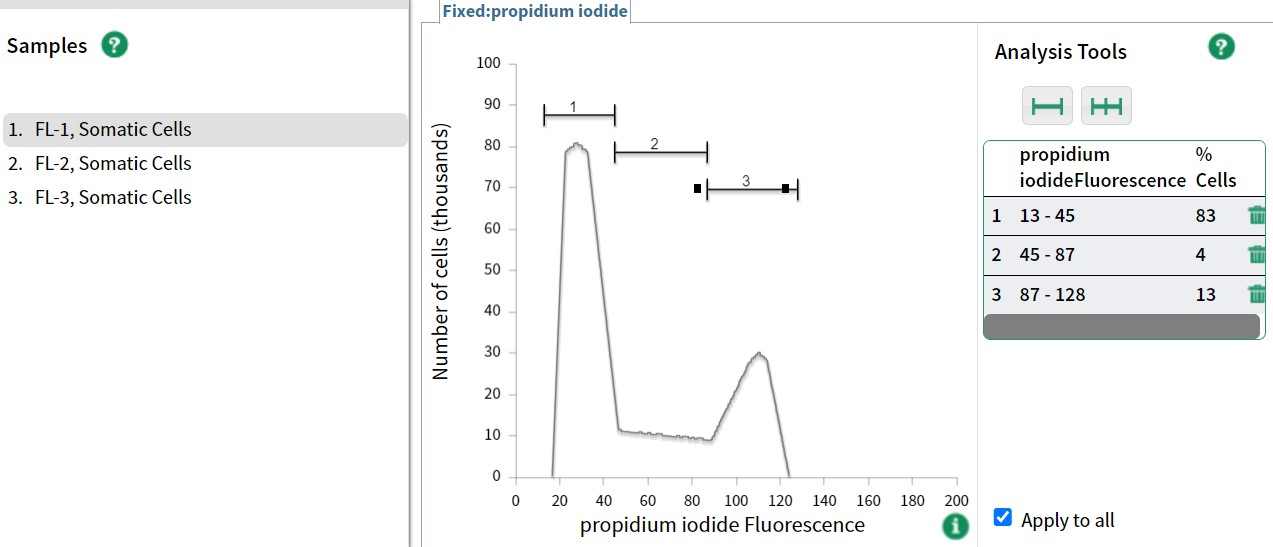 Fixed:propidium iodide
Samples ?
1. FL-1, Somatic Cells
2. FL-2, Somatic Cells
3. FL-3, Somatic Cells
Number of cells (thousands)
100
90
80
70
60
50
40
30
20
10
0
1
2
3
0 20 40 60 80 100 120 140 160 180 200
propidium iodide Fluorescence i
Analysis Tools ?
propidium %
iodideFluorescence Cells
1 13 - 45 83
2 45 - 87 4
3 87 - 128 13
Apply to all